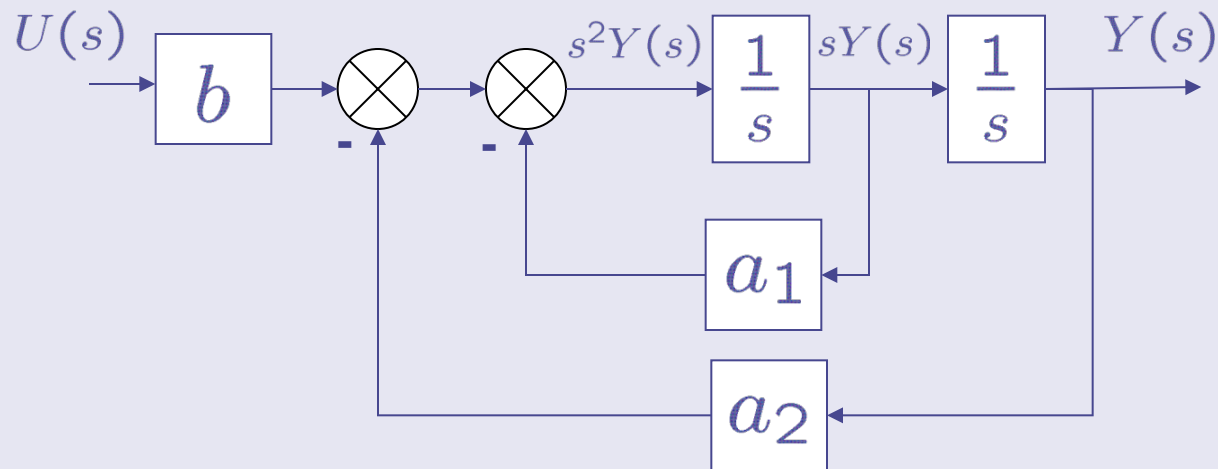 U(s)
b
-
-
s²Y(s)
1/s
sY(s)
1/s
Y(s)
a₁
a₂